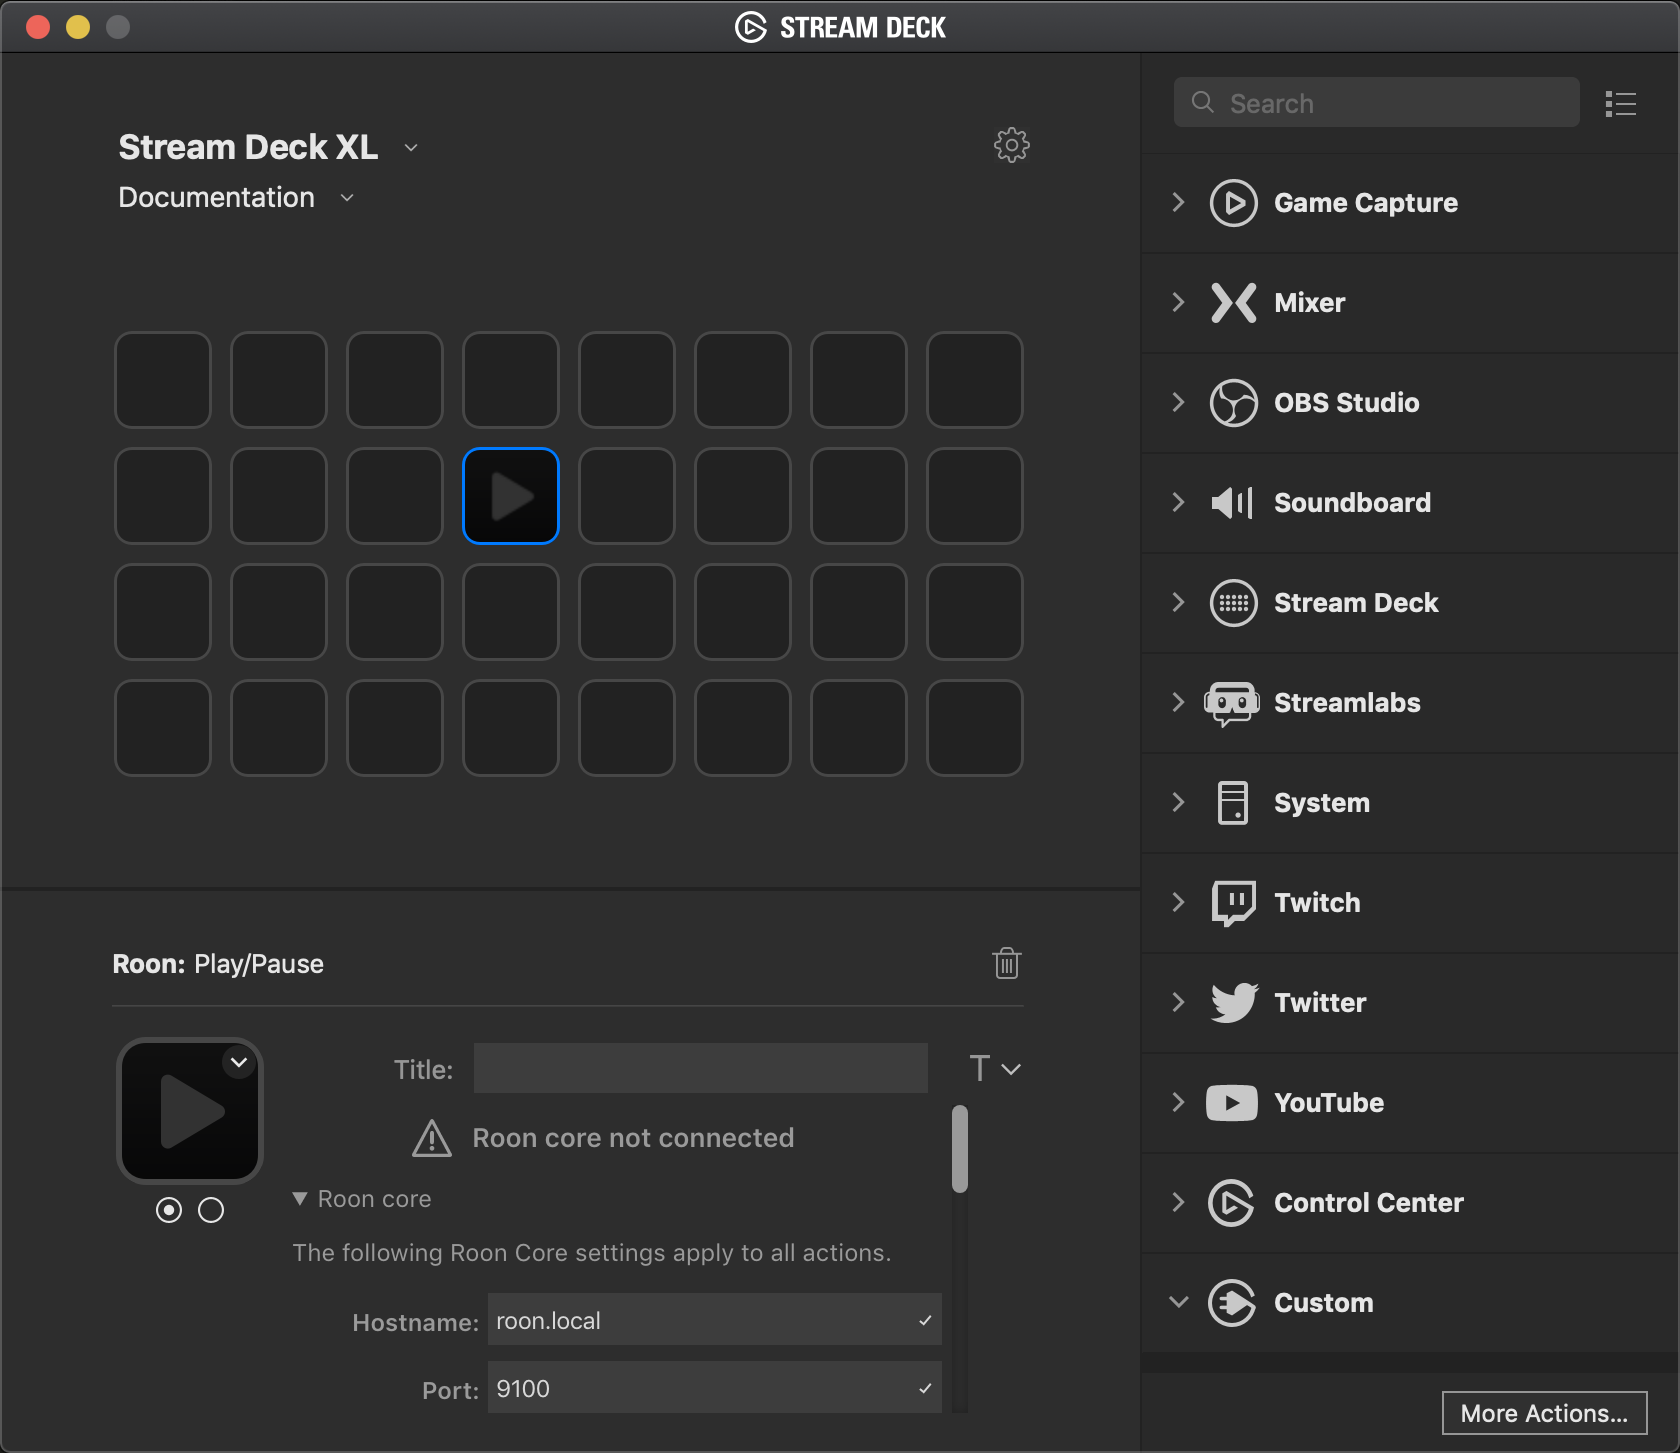 STREAM DECK
Stream Deck XL
Documentation
Search
Game Capture
Mixer
OBS Studio
Soundboard
Stream Deck
Streamlabs
System
Twitch
Twitter
YouTube
Control Center
Custom
More Actions...
Roon: Play/Pause
Title:
T
Roon core not connected
Roon core
The following Roon Core settings apply to all actions.
Hostname: roon.local
Port: 9100